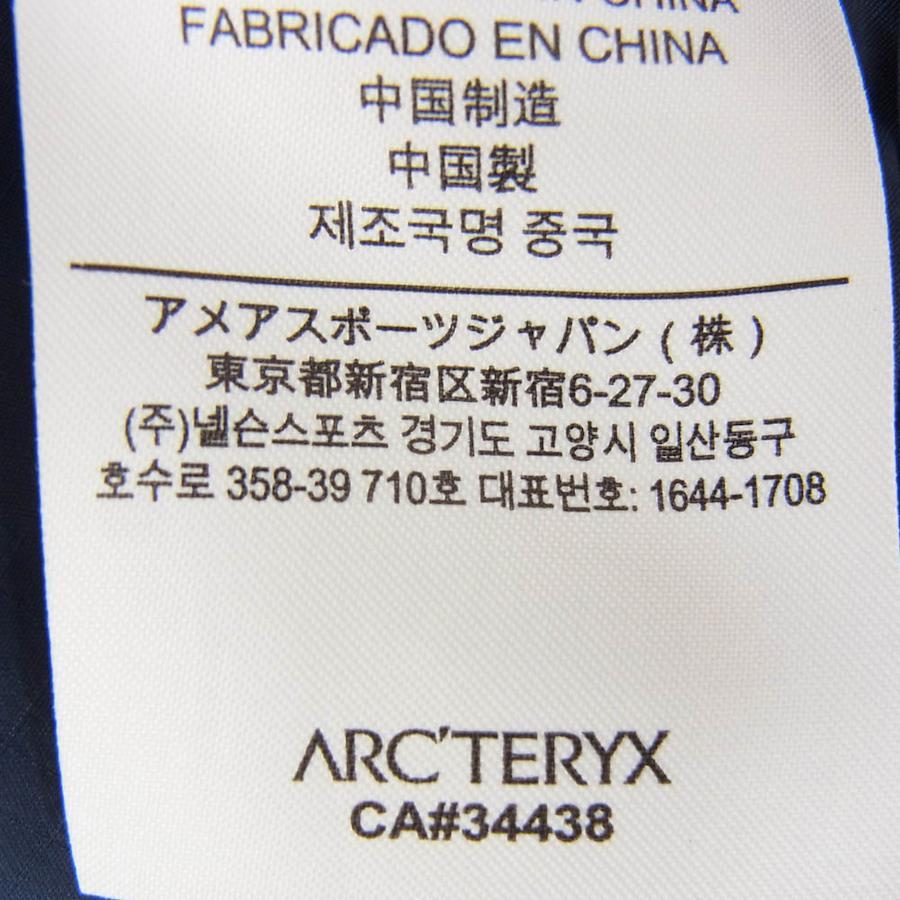 CHINA
FABRICADO EN CHINA
中国制造
中国製
제조국명 중국
アメアスポーツジャパン(株)
東京都新宿区新宿6-27-30
(주)넬슨스포츠 경기도 고양시 일산동구
호수로 358-39 710호 대표번호: 1644-1708
ARC'TERYX
CA#34438